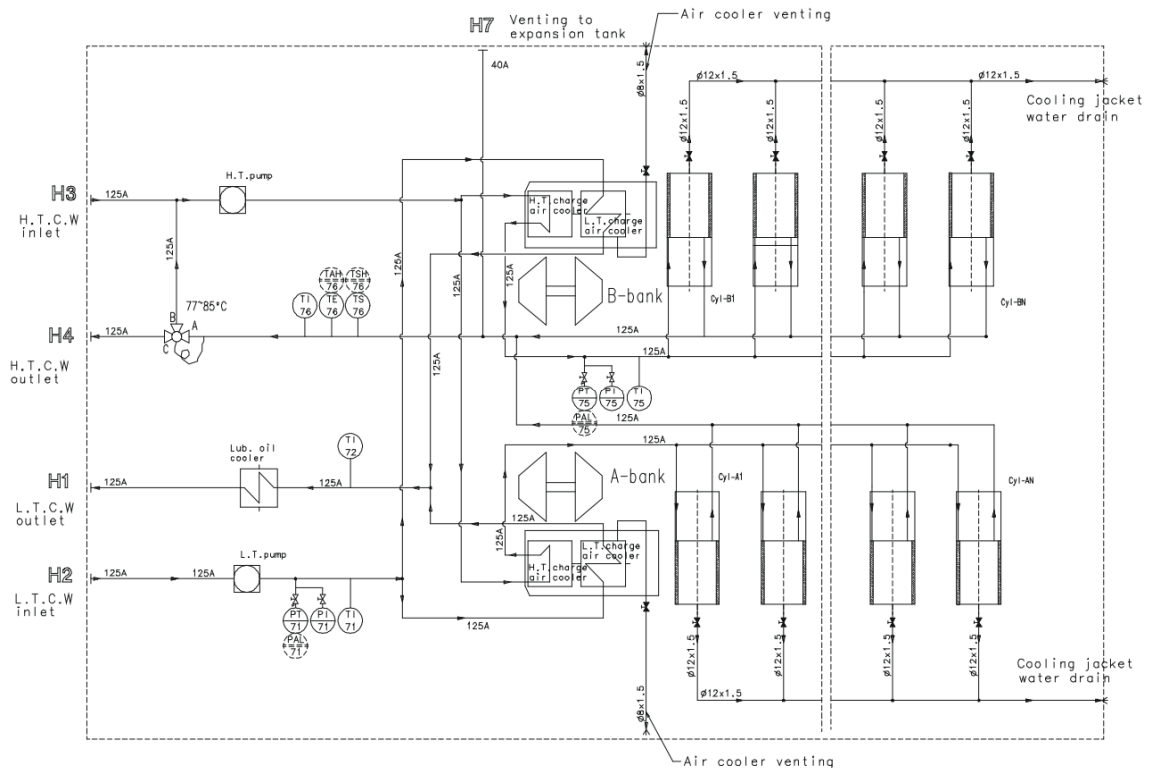 H7 Venting to
expansion tank
Air cooler venting
40A
ø8x1.5
ø12x1.5
ø12x1.5
ø12x1.5
ø12x1.5
ø12x1.5
ø12x1.5
Cooling jacket
water drain
H.T.pump
H3
125A
H.T.C.W
inlet
H.T.charge
air cooler
L.T.charge
air cooler
125A
125A
125A
125A
125A
TAH
76
TSH
76
77~85°C
TI
76
TE
76
TS
76
B-bank
Cyl-B1
Cyl-BN
B
A
C
H4
125A
125A
H.T.C.W
outlet
125A
PT
75
PI
75
TI
75
PAL
75
125A
125A
TI
72
Lub. oil
cooler
A-bank
Cyl-A1
Cyl-AN
H1
125A
125A
L.T.C.W
outlet
125A
125A
L.T.charge
air cooler
H.T.charge
air cooler
L.T.pump
H2
125A
125A
L.T.C.W
inlet
PT
71
PI
71
TI
71
PAL
71
125A
ø12x1.5
ø12x1.5
ø12x1.5
ø12x1.5
ø12x1.5
ø12x1.5
Cooling jacket
water drain
ø8x1.5
Air cooler venting